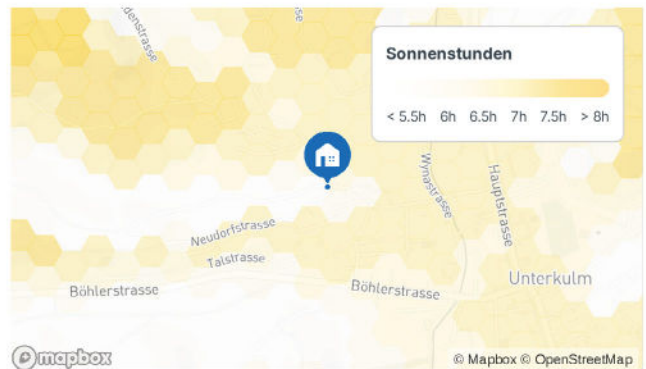 denstrasse
se
Sonnenstunden
< 5.5h 6h 6.5h 7h 7.5h > 8h
Wynastrasse
Hauptstrasse
Neudorfstrasse
Talstrasse
Böhlerstrasse
Böhlerstrasse
Unterkulm
mapbox
© Mapbox © OpenStreetMap